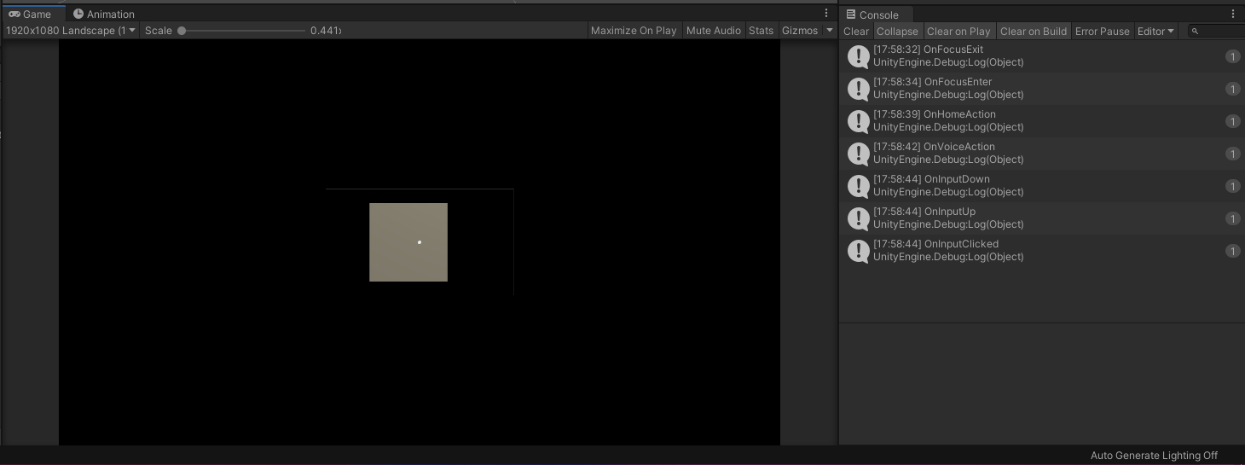 Game Animation
1920x1080 Landscape (1 Scale 0.441x Maximize On Play Mute Audio Stats Gizmos
Console
Clear Collapse Clear on Play Clear on Build Error Pause Editor
[17:58:32] OnFocusExit
UnityEngine.Debug:Log(Object)
1
[17:58:34] OnFocusEnter
UnityEngine.Debug:Log(Object)
1
[17:58:39] OnHomeAction
UnityEngine.Debug:Log(Object)
1
[17:58:42] OnVoiceAction
UnityEngine.Debug:Log(Object)
1
[17:58:44] OnInputDown
UnityEngine.Debug:Log(Object)
1
[17:58:44] OnInputUp
UnityEngine.Debug:Log(Object)
1
[17:58:44] OnInputClicked
UnityEngine.Debug:Log(Object)
1
Auto Generate Lighting Off